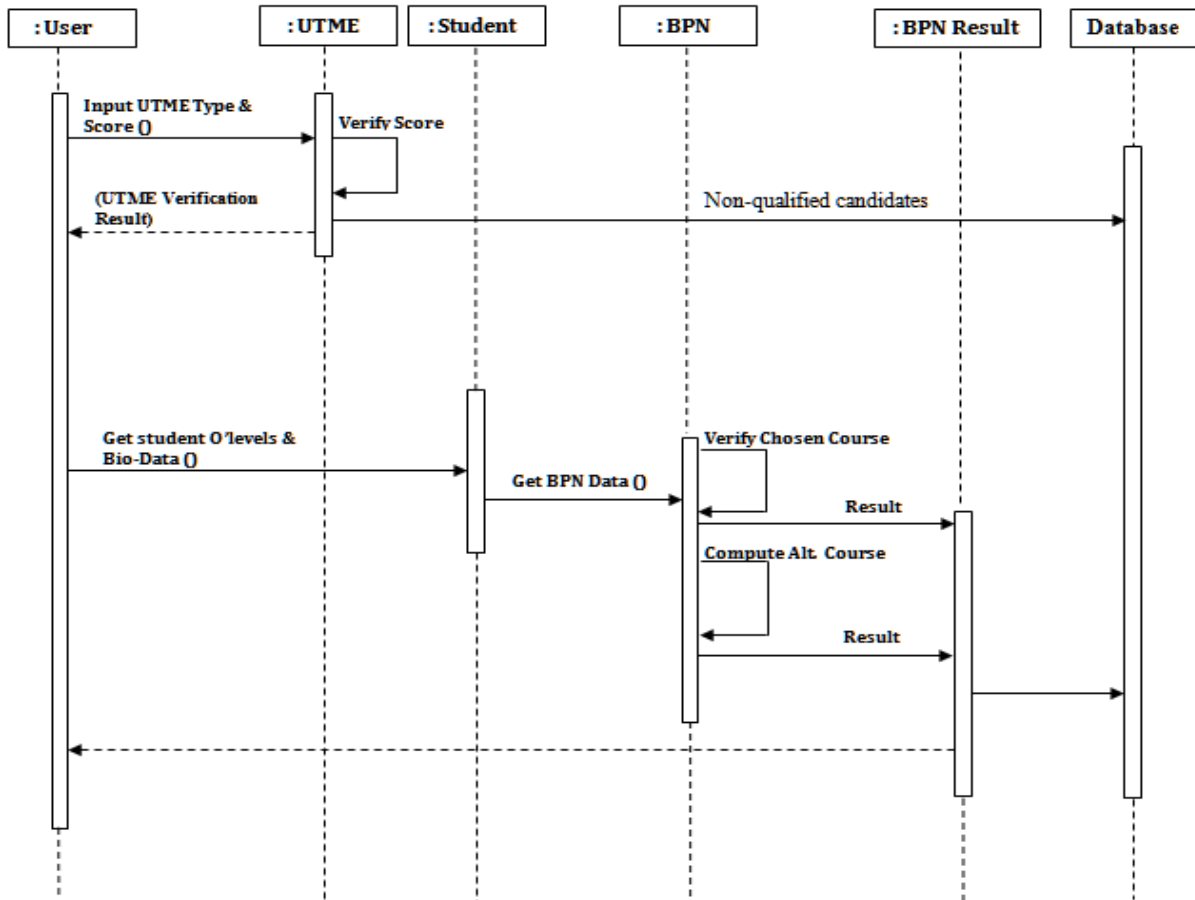 : User
: UTME
: Student
: BPN
: BPN Result
Database
Input UTME Type &
Score ()
Verify Score
(UTME Verification
Result)
Non-qualified candidates
Get student O'levels &
Bio-Data ()
Verify Chosen Course
Get BPN Data ()
Result
Compute Alt. Course
Result